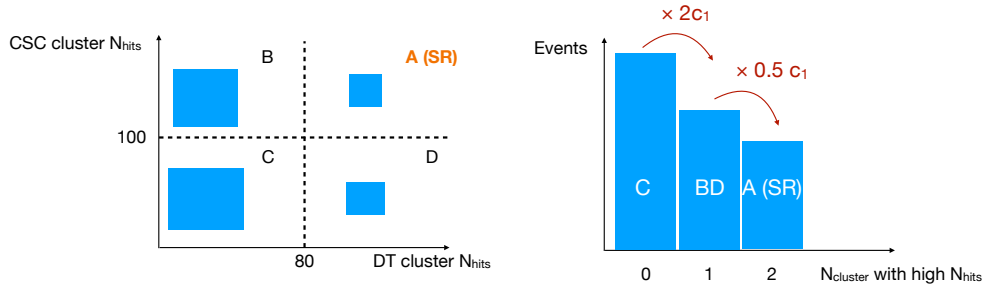 CSC cluster Nhits
B
A (SR)
100
C
D
80
DT cluster Nhits
× 2c₁
Events
× 0.5 c₁
C
BD
A (SR)
0
1
2
Ncluster with high Nhits